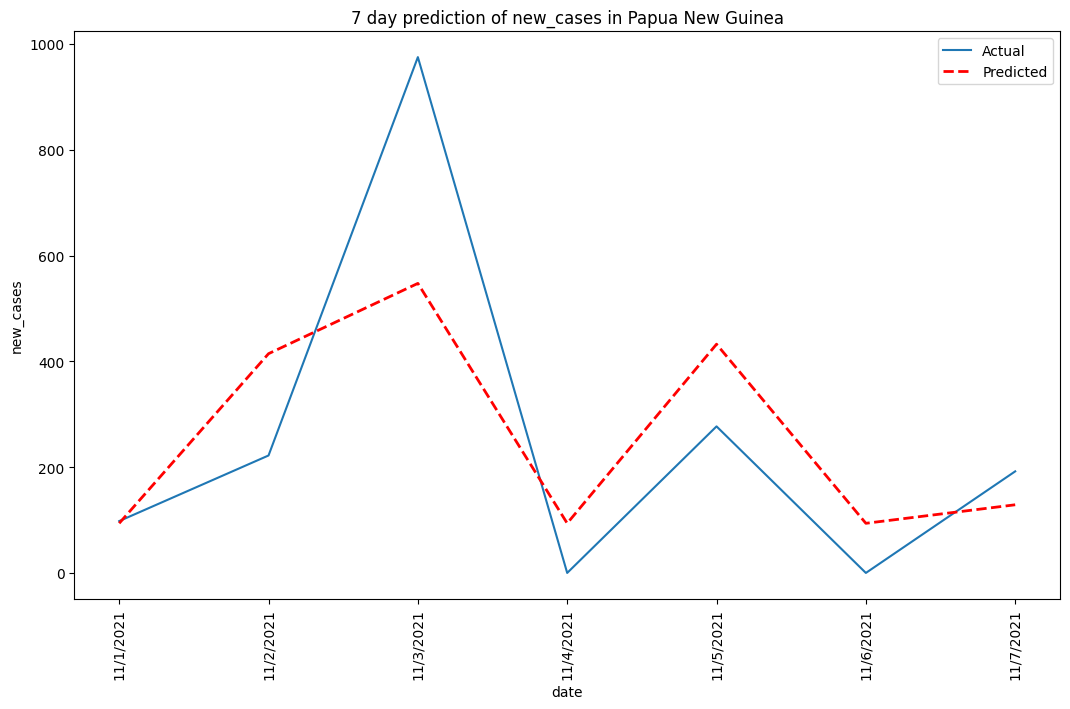 7 day prediction of new_cases in Papua New Guinea
Actual
Predicted
1000
800
600
400
200
0
new_cases
11/1/2021
11/2/2021
11/3/2021
11/4/2021
11/5/2021
11/6/2021
11/7/2021
date